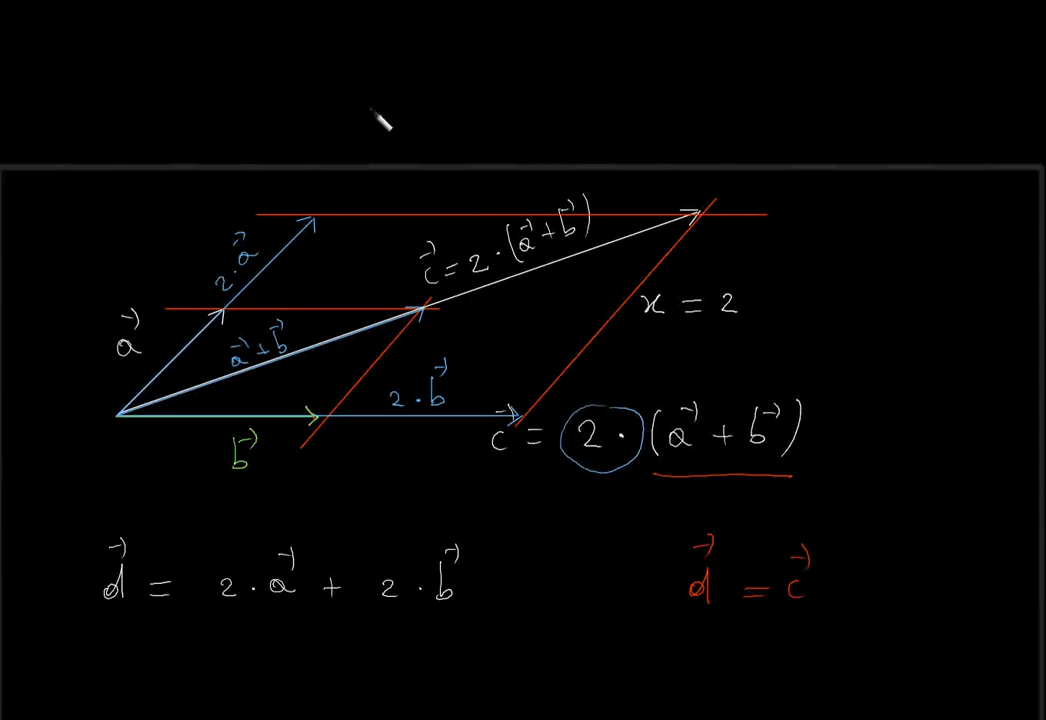 2·a⃗
c⃗ = 2·(a⃗ + b⃗)
a⃗
a⃗ + b⃗
x = 2
2·b⃗
b⃗
c⃗ = 2·(a⃗ + b⃗)
d⃗ = 2·a⃗ + 2·b⃗
d⃗ = c⃗